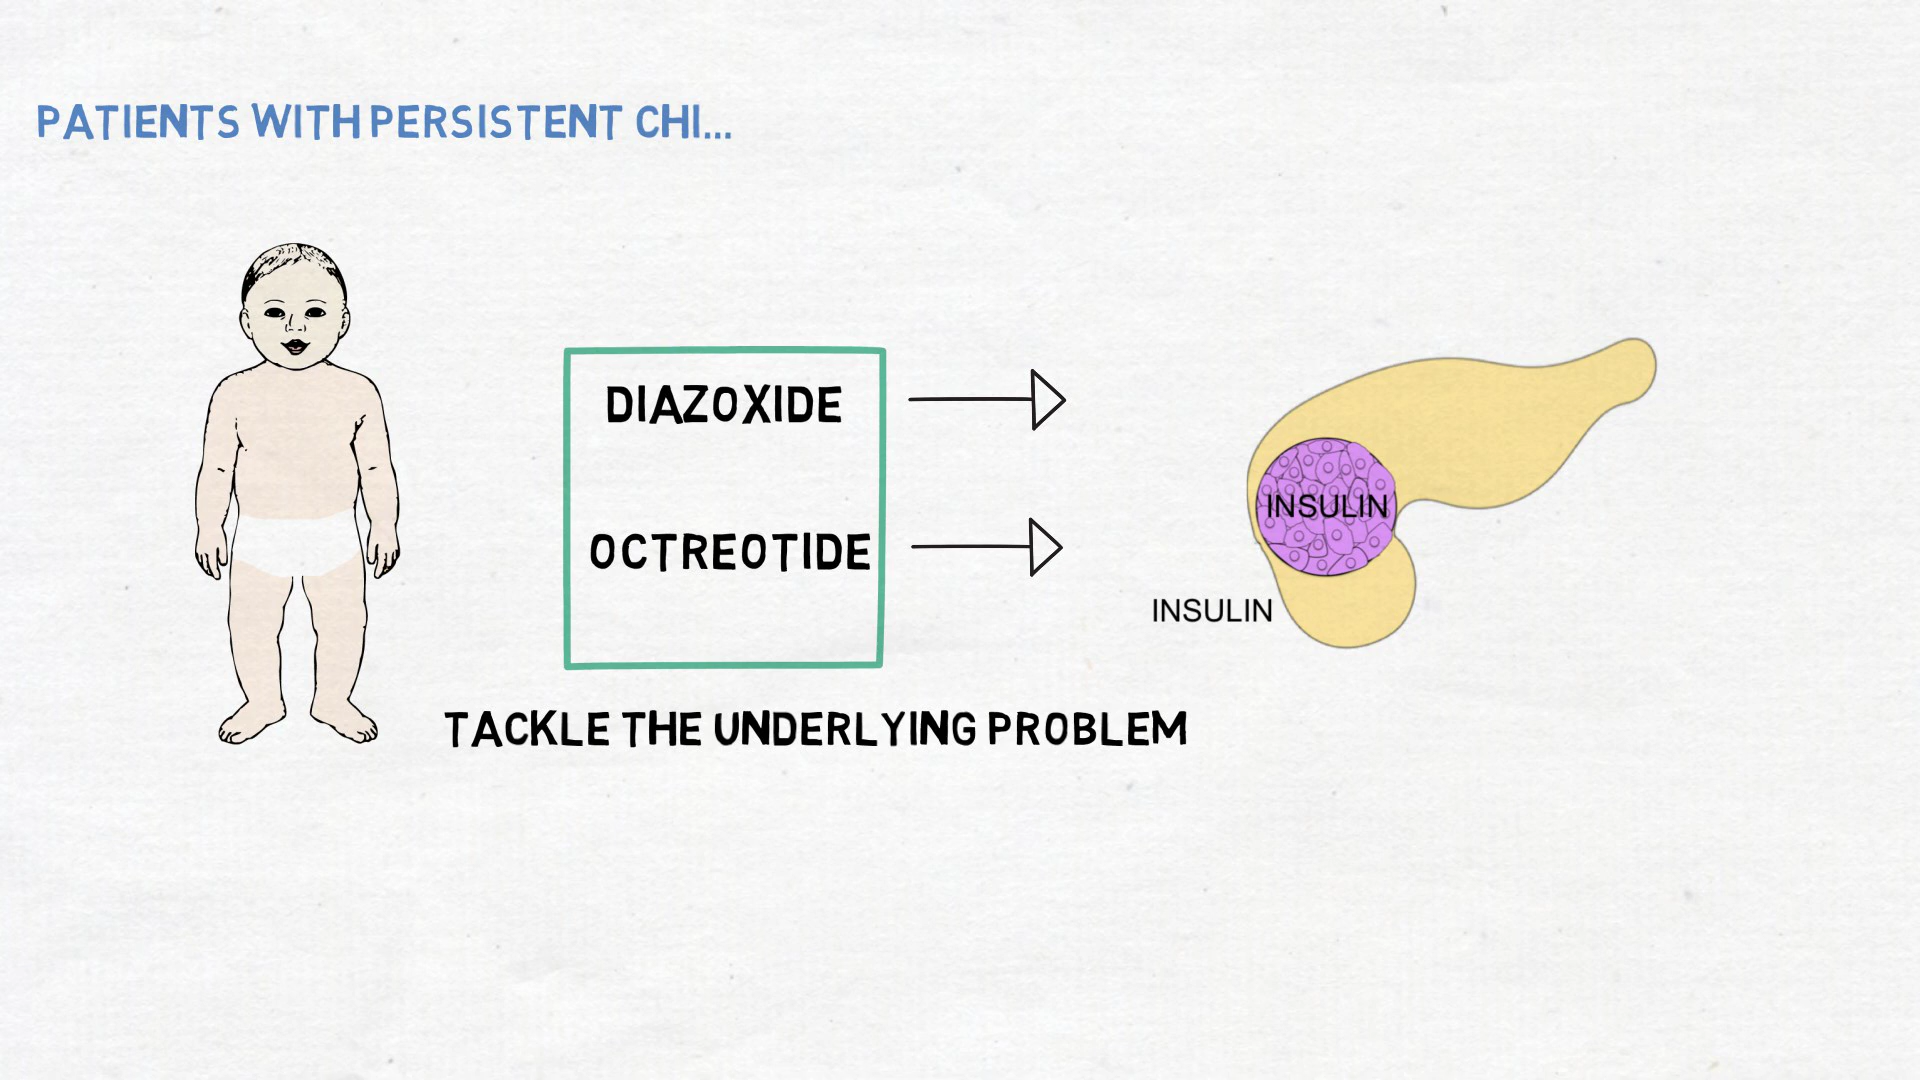 PATIENTS WITH PERSISTENT CHI...
DIAZOXIDE
OCTREOTIDE
INSULIN
INSULIN
TACKLE THE UNDERLYING PROBLEM